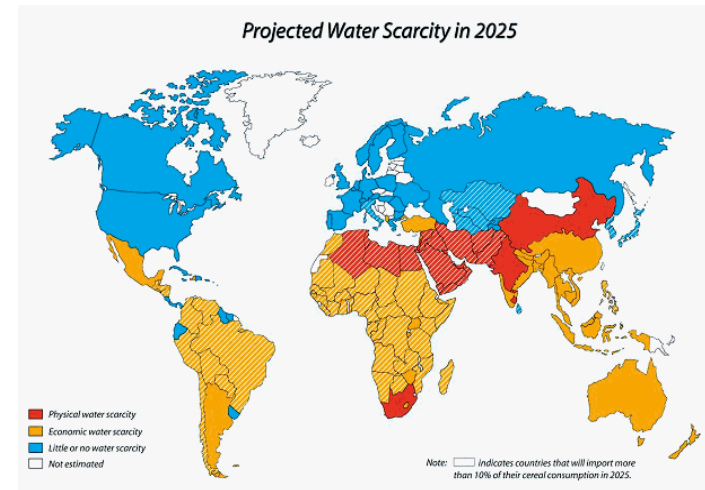 Projected Water Scarcity in 2025
Physical water scarcity
Economic water scarcity
Little or no water scarcity
Not estimated
Note: indicates countries that will import more
than 10% of their cereal consumption in 2025.